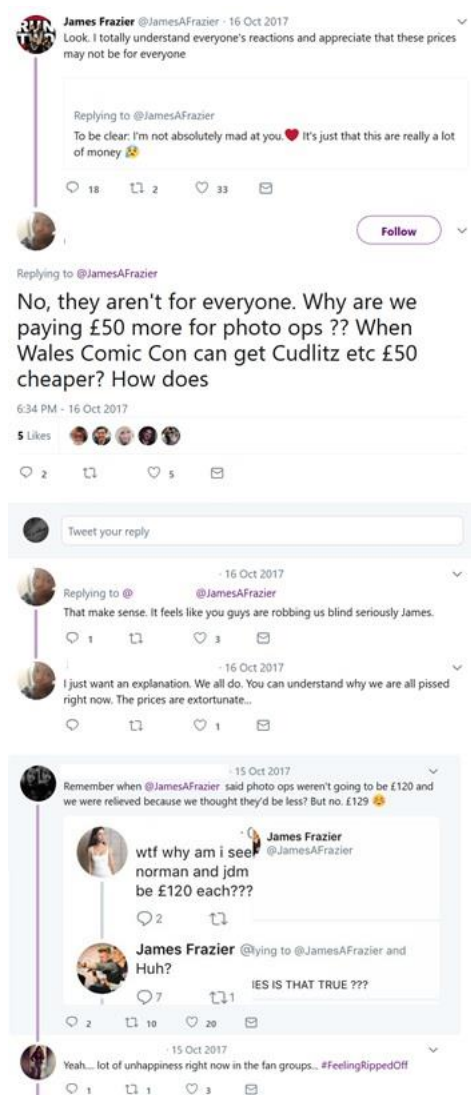 RUN
TWD
James Frazier @JamesAFrazier · 16 Oct 2017
Look. I totally understand everyone's reactions and appreciate that these prices
may not be for everyone
Replying to @JamesAFrazier
To be clear: I'm not absolutely mad at you.❤ It's just that this are really a lot
of money 😰
18 2 33
Follow
Replying to @JamesAFrazier
No, they aren't for everyone. Why are we
paying £50 more for photo ops ?? When
Wales Comic Con can get Cudlitz etc £50
cheaper? How does
6:34 PM - 16 Oct 2017
5 Likes
2 5
Tweet your reply
· 16 Oct 2017
Replying to @ @JamesAFrazier
That make sense. It feels like you guys are robbing us blind seriously James.
1 3
· 16 Oct 2017
I just want an explanation. We all do. You can understand why we are all pissed
right now. The prices are extortunate...
1
· 15 Oct 2017
Remember when @JamesAFrazier said photo ops weren't going to be £120 and
we were relieved because we thought they'd be less? But no. £129
James Frazier
@JamesAFrazier
wtf why am i see
norman and jdm
be £120 each???
2
James Frazier @lying to @JamesAFrazier and
Huh?
IES IS THAT TRUE ???
7 1
2 10 20
· 15 Oct 2017
Yeah.... lot of unhappiness right now in the fan groups... #FeelingRippedOff
1 1 3